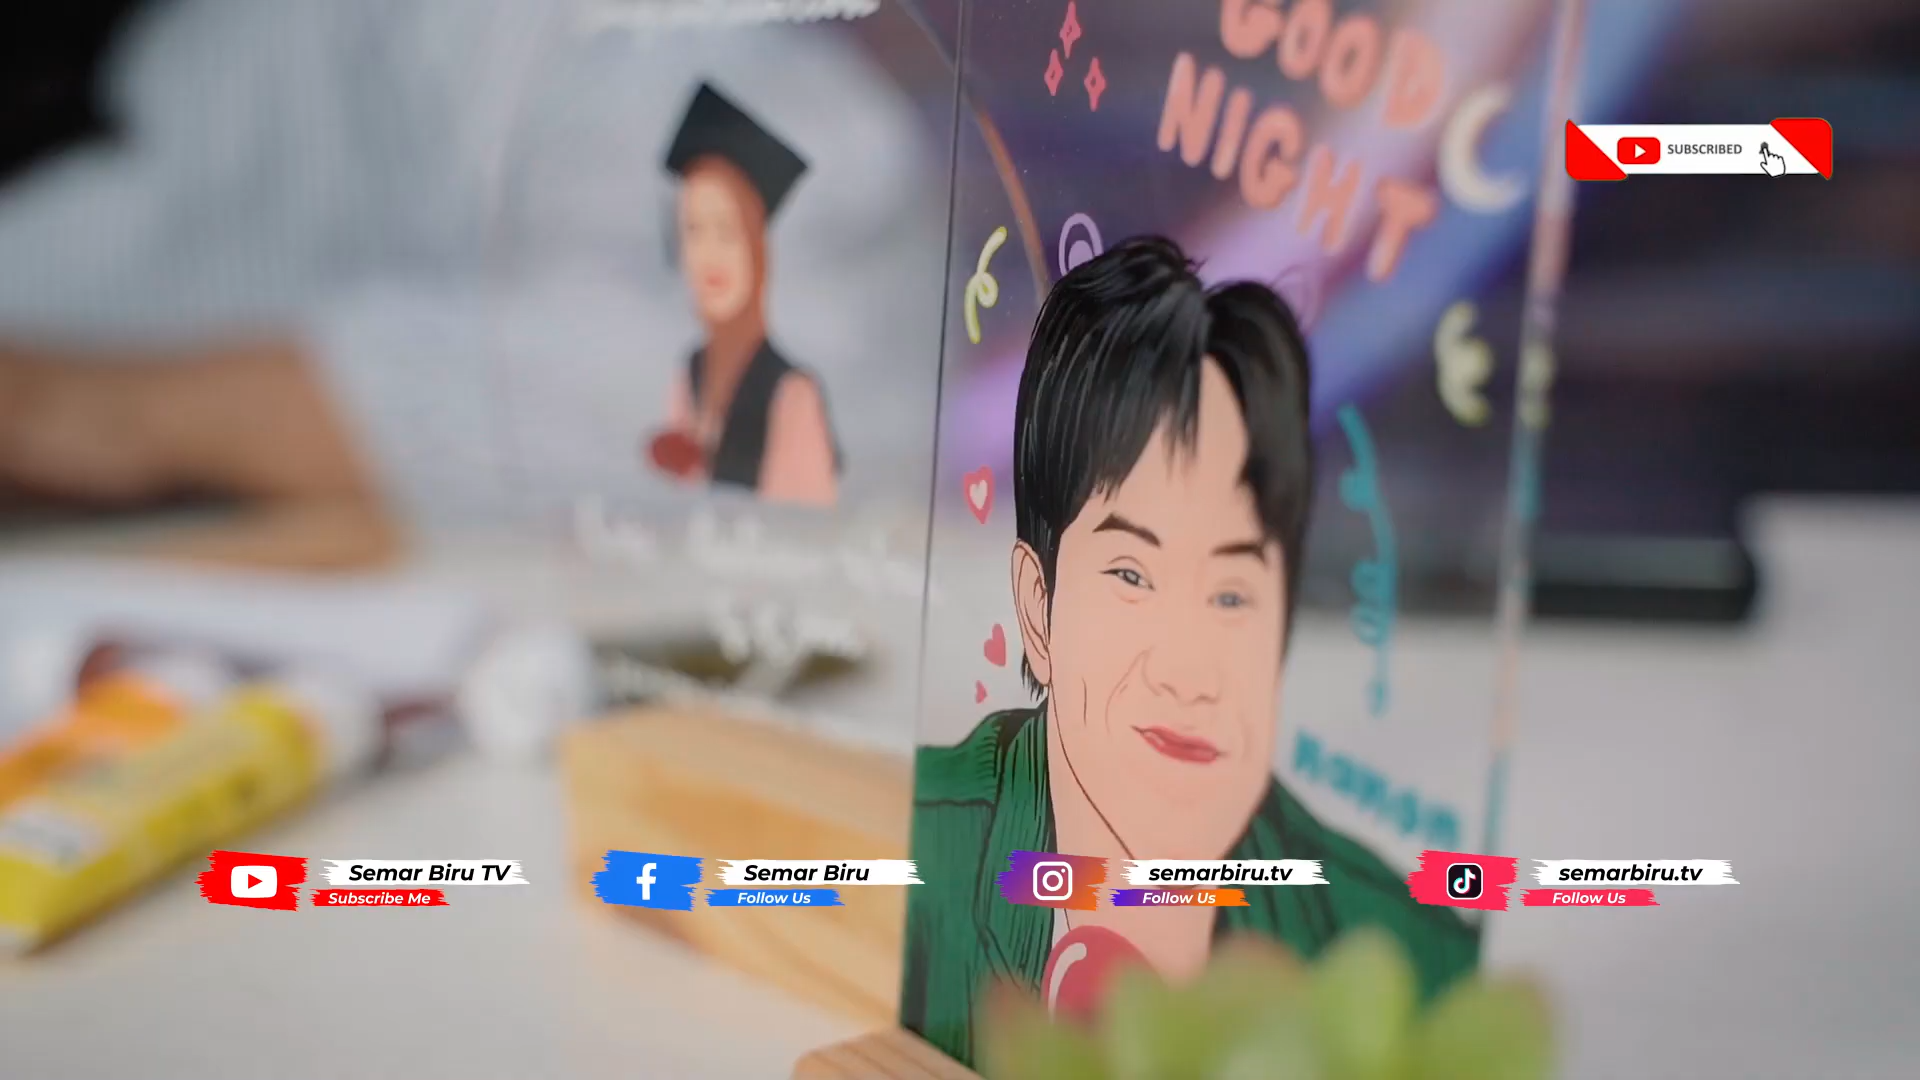 GOOD
NIGHT
SUBSCRIBED
nanon
Semar Biru TV
Subscribe Me
Semar Biru
Follow Us
semarbiru.tv
Follow Us
semarbiru.tv
Follow Us